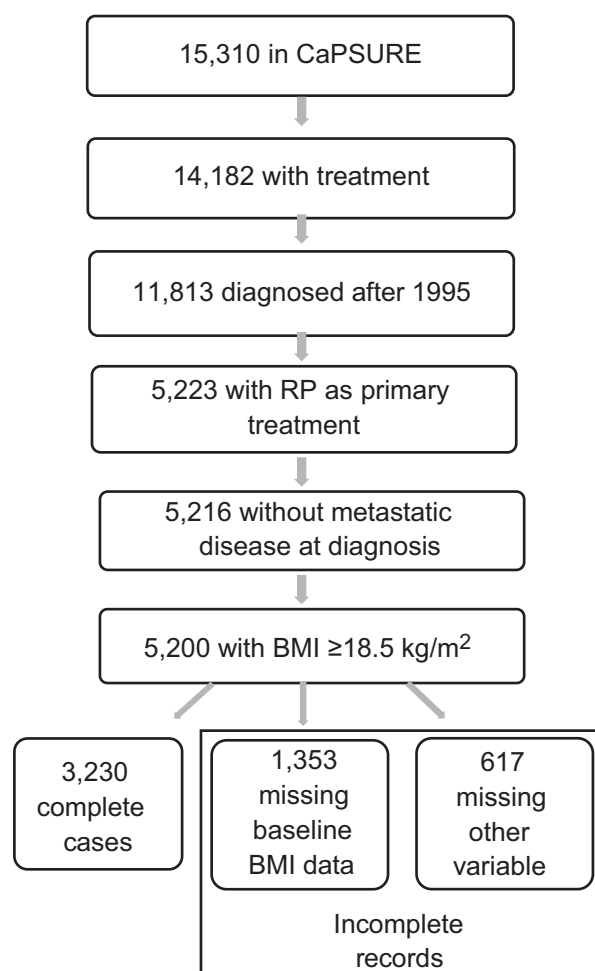 15,310 in CaPSURE
14,182 with treatment
11,813 diagnosed after 1995
5,223 with RP as primary
treatment
5,216 without metastatic
disease at diagnosis
5,200 with BMI ≥18.5 kg/m²
3,230
complete
cases
1,353
missing
baseline
BMI data
617
missing
other
variable
Incomplete
records